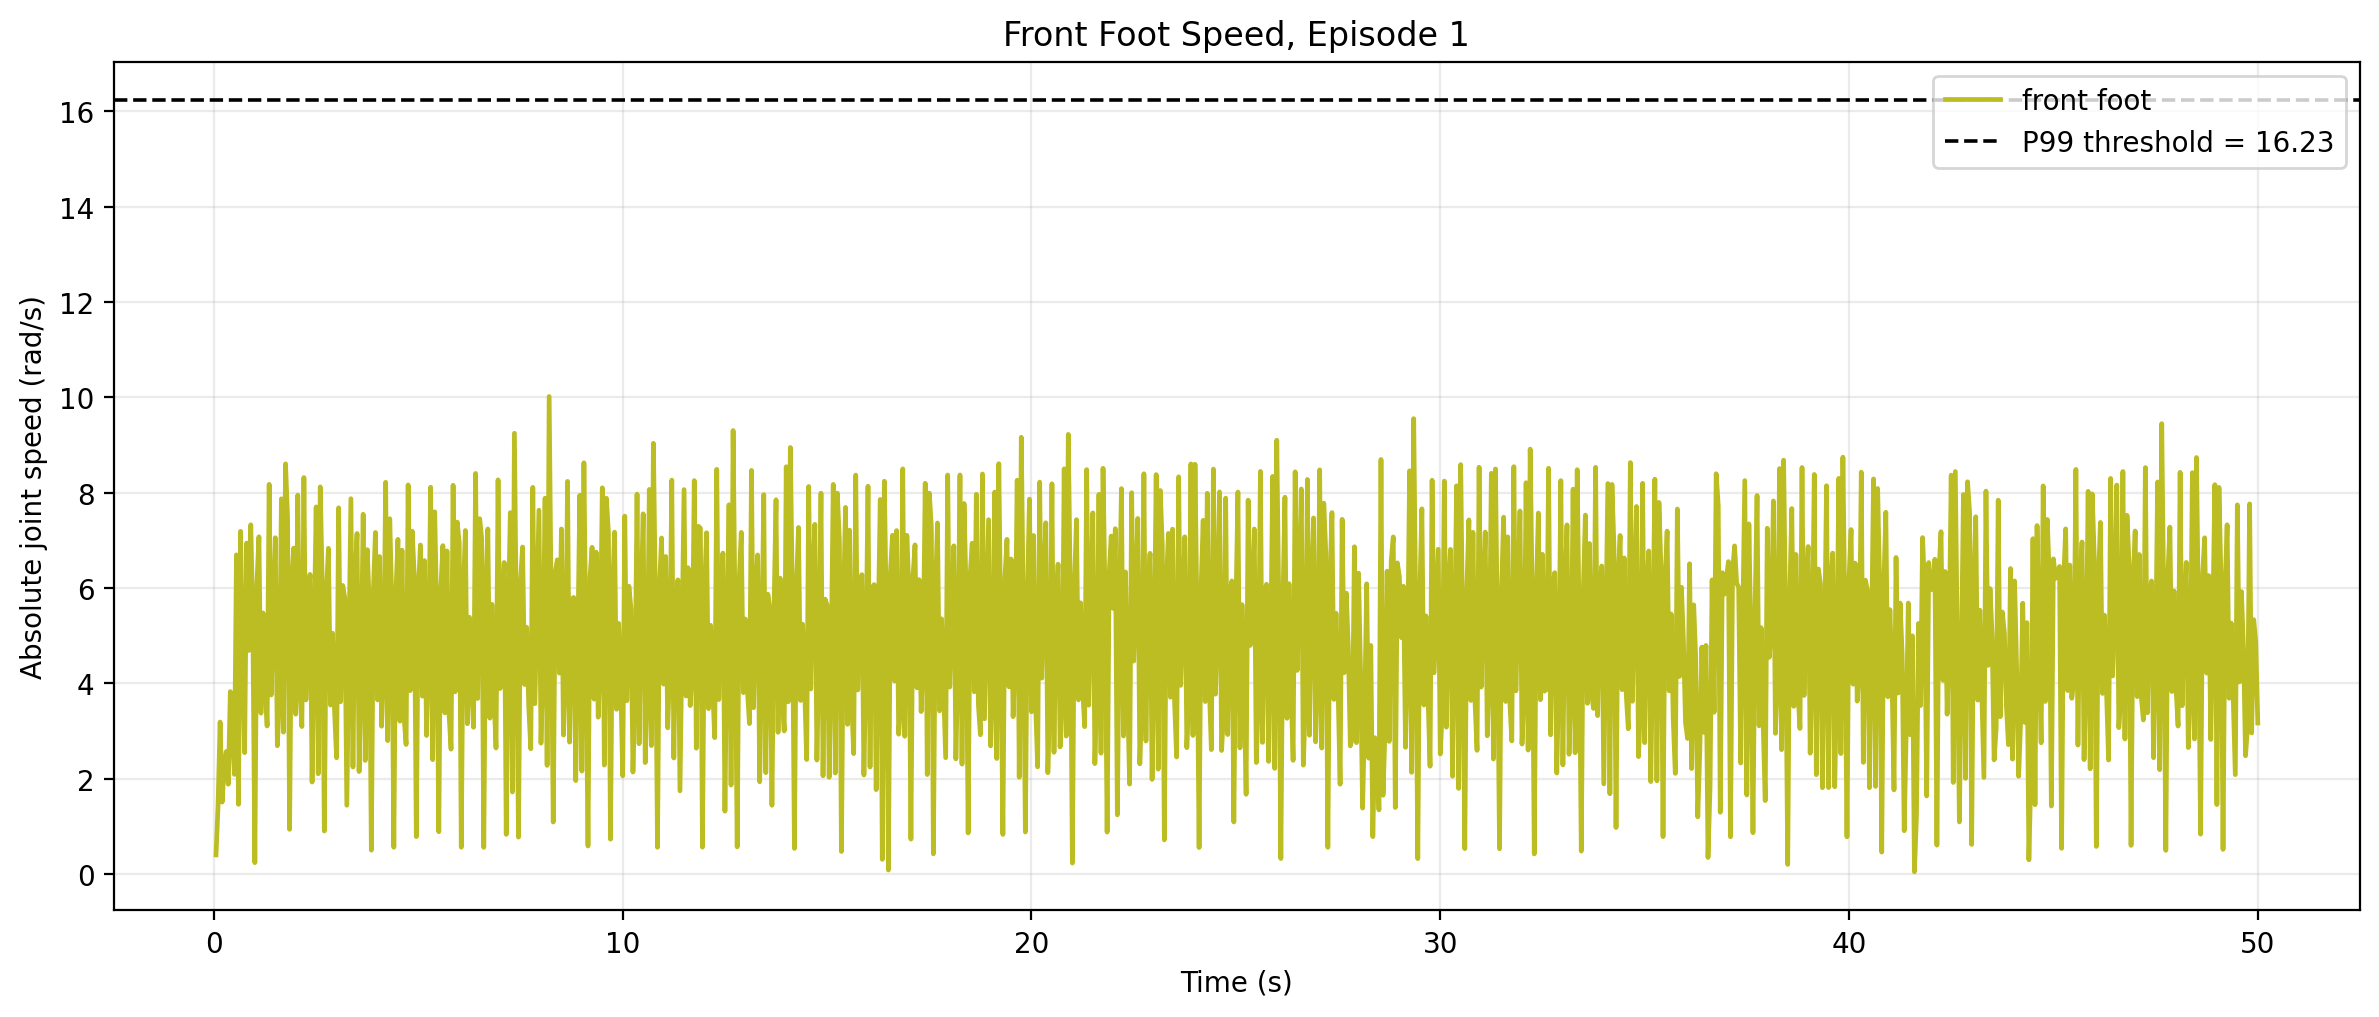 Front Foot Speed, Episode 1
front foot
P99 threshold = 16.23
Absolute joint speed (rad/s)
16
14
12
10
8
6
4
2
0
0 10 20 30 40 50
Time (s)